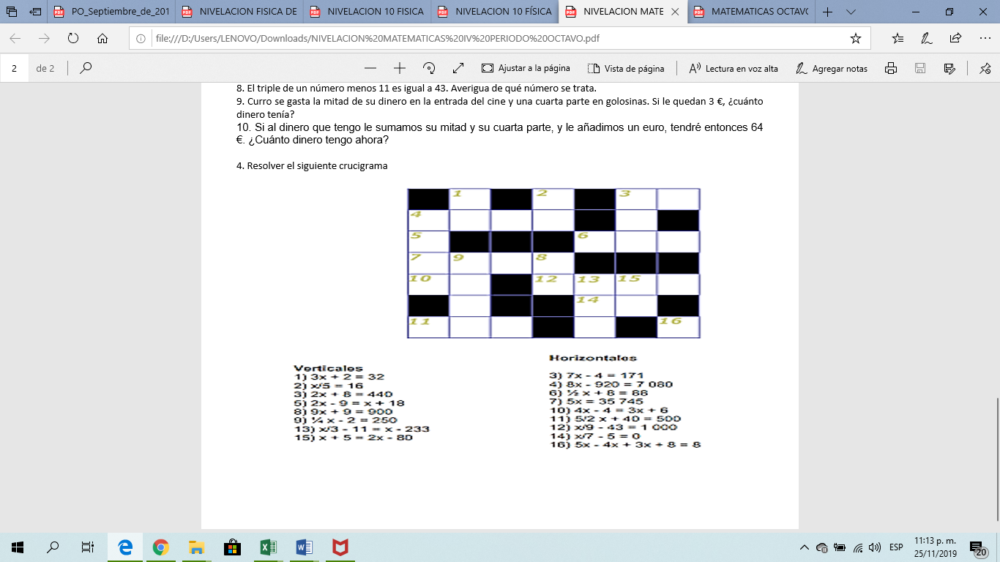 PO_Septiembre_de_201
NIVELACION FISICA DE
NIVELACION 10 FISICA
NIVELACION 10 FÍSICA
NIVELACION MATE
MATEMATICAS OCTAVO
file:///D:/Users/LENOVO/Downloads/NIVELACION%20MATEMATICAS%20IV%20PERIODO%20OCTAVO.pdf
2 de 2
Ajustar a la página
Vista de página
Lectura en voz alta
Agregar notas
8. El triple de un número menos 11 es igual a 43. Averigua de qué número se trata.
9. Curro se gasta la mitad de su dinero en la entrada del cine y una cuarta parte en golosinas. Si le quedan 3 €, ¿cuánto
dinero tenía?
10. Si al dinero que tengo le sumamos su mitad y su cuarta parte, y le añadimos un euro, tendré entonces 64
€. ¿Cuánto dinero tengo ahora?
4. Resolver el siguiente crucigrama
1 2 3
4
5 6
7 9 8
10 12 13 15
14
11 16
Verticales
1) 3x + 2 = 32
2) x/5 = 16
3) 2x + 8 = 440
5) 2x - 9 = x + 18
8) 9x + 9 = 900
9) ¼ x - 2 = 250
13) x/3 - 11 = x - 233
15) x + 5 = 2x - 80
Horizontales
3) 7x - 4 = 171
4) 8x - 920 = 7 080
6) ½ x + 8 = 88
7) 5x = 35 745
10) 4x - 4 = 3x + 6
11) 5/2 x + 40 = 500
12) x/9 - 43 = 1 000
14) x/7 - 5 = 0
16) 5x - 4x + 3x + 8 = 8
ESP
11:13 p. m.
25/11/2019
20